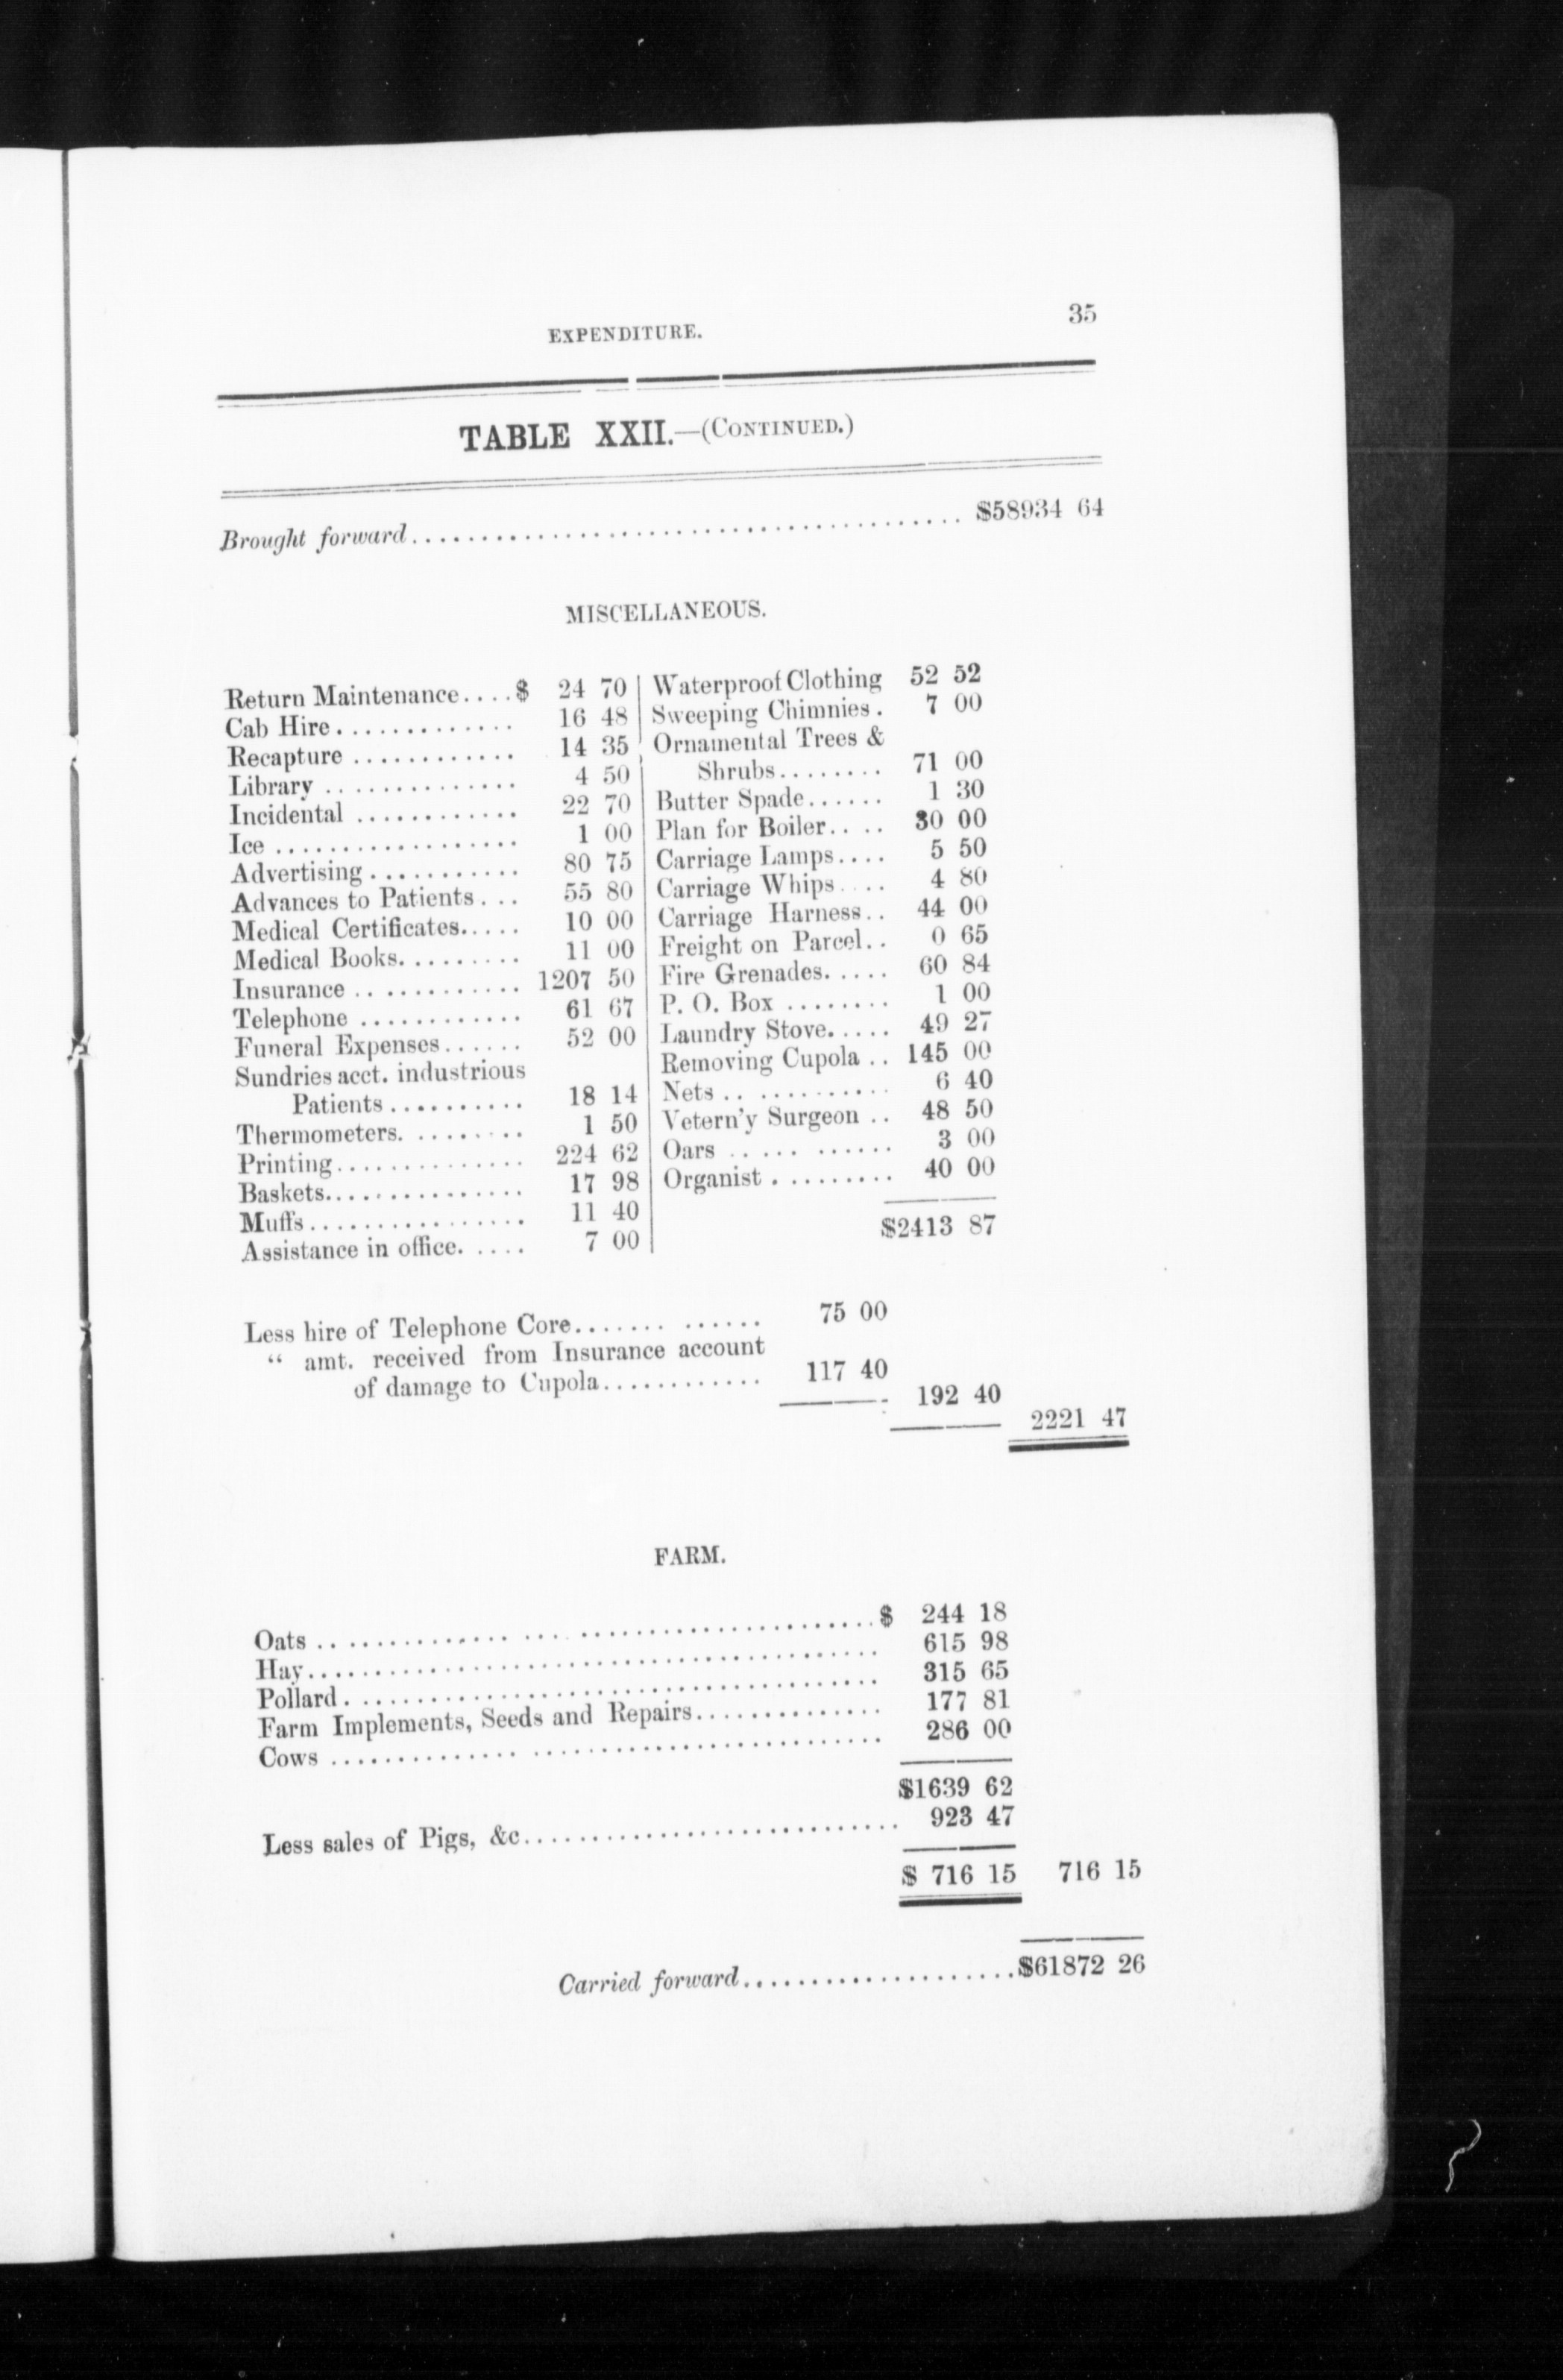 35
EXPENDITURE.
TABLE XXII.—(CONTINUED.)
Brought forward........................................ $58934 64
MISCELLANEOUS.
Return Maintenance....$ 24 70
Cab Hire............. 16 48
Recapture ............ 14 35
Library .............. 4 50
Incidental ............ 22 70
Ice .................. 1 00
Advertising........... 80 75
Advances to Patients... 55 80
Medical Certificates..... 10 00
Medical Books......... 11 00
Insurance ............ 1207 50
Telephone ............ 61 67
Funeral Expenses...... 52 00
Sundries acct. industrious
Patients.......... 18 14
Thermometers. ........ 1 50
Printing.............. 224 62
Baskets............... 17 98
Muffs................ 11 40
Assistance in office. .... 7 00
Waterproof Clothing 52 52
Sweeping Chimnies. 7 00
Ornamental Trees &
Shrubs........ 71 00
Butter Spade...... 1 30
Plan for Boiler.... 30 00
Carriage Lamps.... 5 50
Carriage Whips.... 4 80
Carriage Harness.. 44 00
Freight on Parcel.. 0 65
Fire Grenades..... 60 84
P. O. Box ........ 1 00
Laundry Stove..... 49 27
Removing Cupola .. 145 00
Nets .. .......... 6 40
Vetern'y Surgeon .. 48 50
Oars ..... ...... 3 00
Organist ......... 40 00
$2413 87
Less hire of Telephone Core....... ...... 75 00
“ amt. received from Insurance account
of damage to Cupola............ 117 40
192 40
2221 47
FARM.
Oats ........................................$ 244 18
Hay.......................................... 615 98
Pollard. ...................................... 315 65
Farm Implements, Seeds and Repairs.............. 177 81
Cows ........................................ 286 00
$1639 62
Less sales of Pigs, &c............................ 923 47
$ 716 15 716 15
Carried forward....................$61872 26